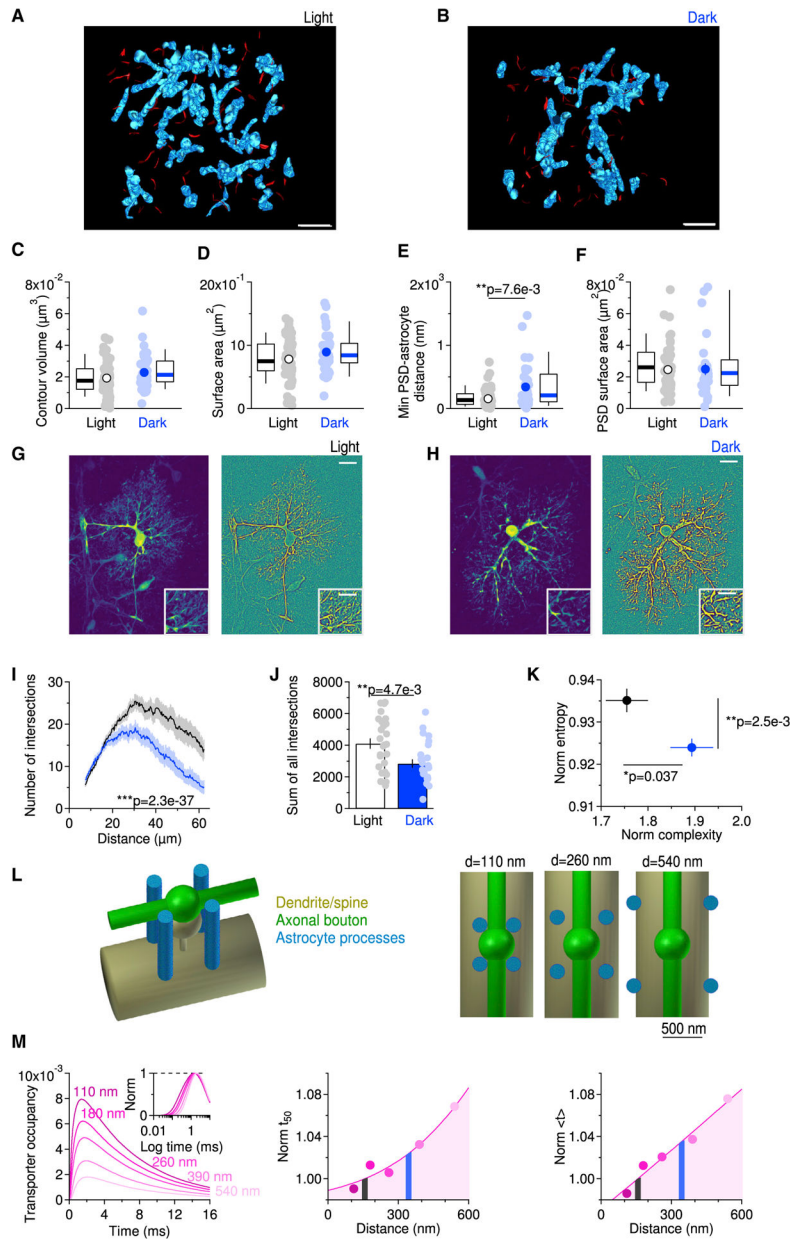 A
Light
B
Dark
C
8x10⁻²
6
4
2
0
Contour volume (µm³)
Light
Dark
D
20x10⁻¹
10
0
Surface area (µm²)
Light
Dark
E
2x10³
1
0
Min PSD-astrocyte
distance (nm)
**p=7.6e-3
Light
Dark
F
8x10⁻²
6
4
2
0
PSD surface area (µm²)
Light
Dark
G
Light
H
Dark
I
30
20
10
0
Number of intersections
***p=2.3e-37
0
20
40
60
Distance (µm)
J
8000
6000
4000
2000
0
Sum of all intersections
**p=4.7e-3
Light
Dark
K
0.94
0.93
0.92
0.91
Norm entropy
**p=2.5e-3
*p=0.037
1.7
1.8
1.9
2.0
Norm complexity
L
Dendrite/spine
Axonal bouton
Astrocyte processes
d=110 nm
d=260 nm
d=540 nm
500 nm
M
10x10⁻³
8
6
4
2
0
Transporter occupancy
110 nm
180 nm
260 nm
390 nm
540 nm
1
0
Norm
0.01
1
Log time (ms)
0
4
8
12
16
Time (ms)
1.08
1.04
1.00
Norm t₅₀
0
300
600
Distance (nm)
1.08
1.04
1.00
Norm <t>
0
300
600
Distance (nm)